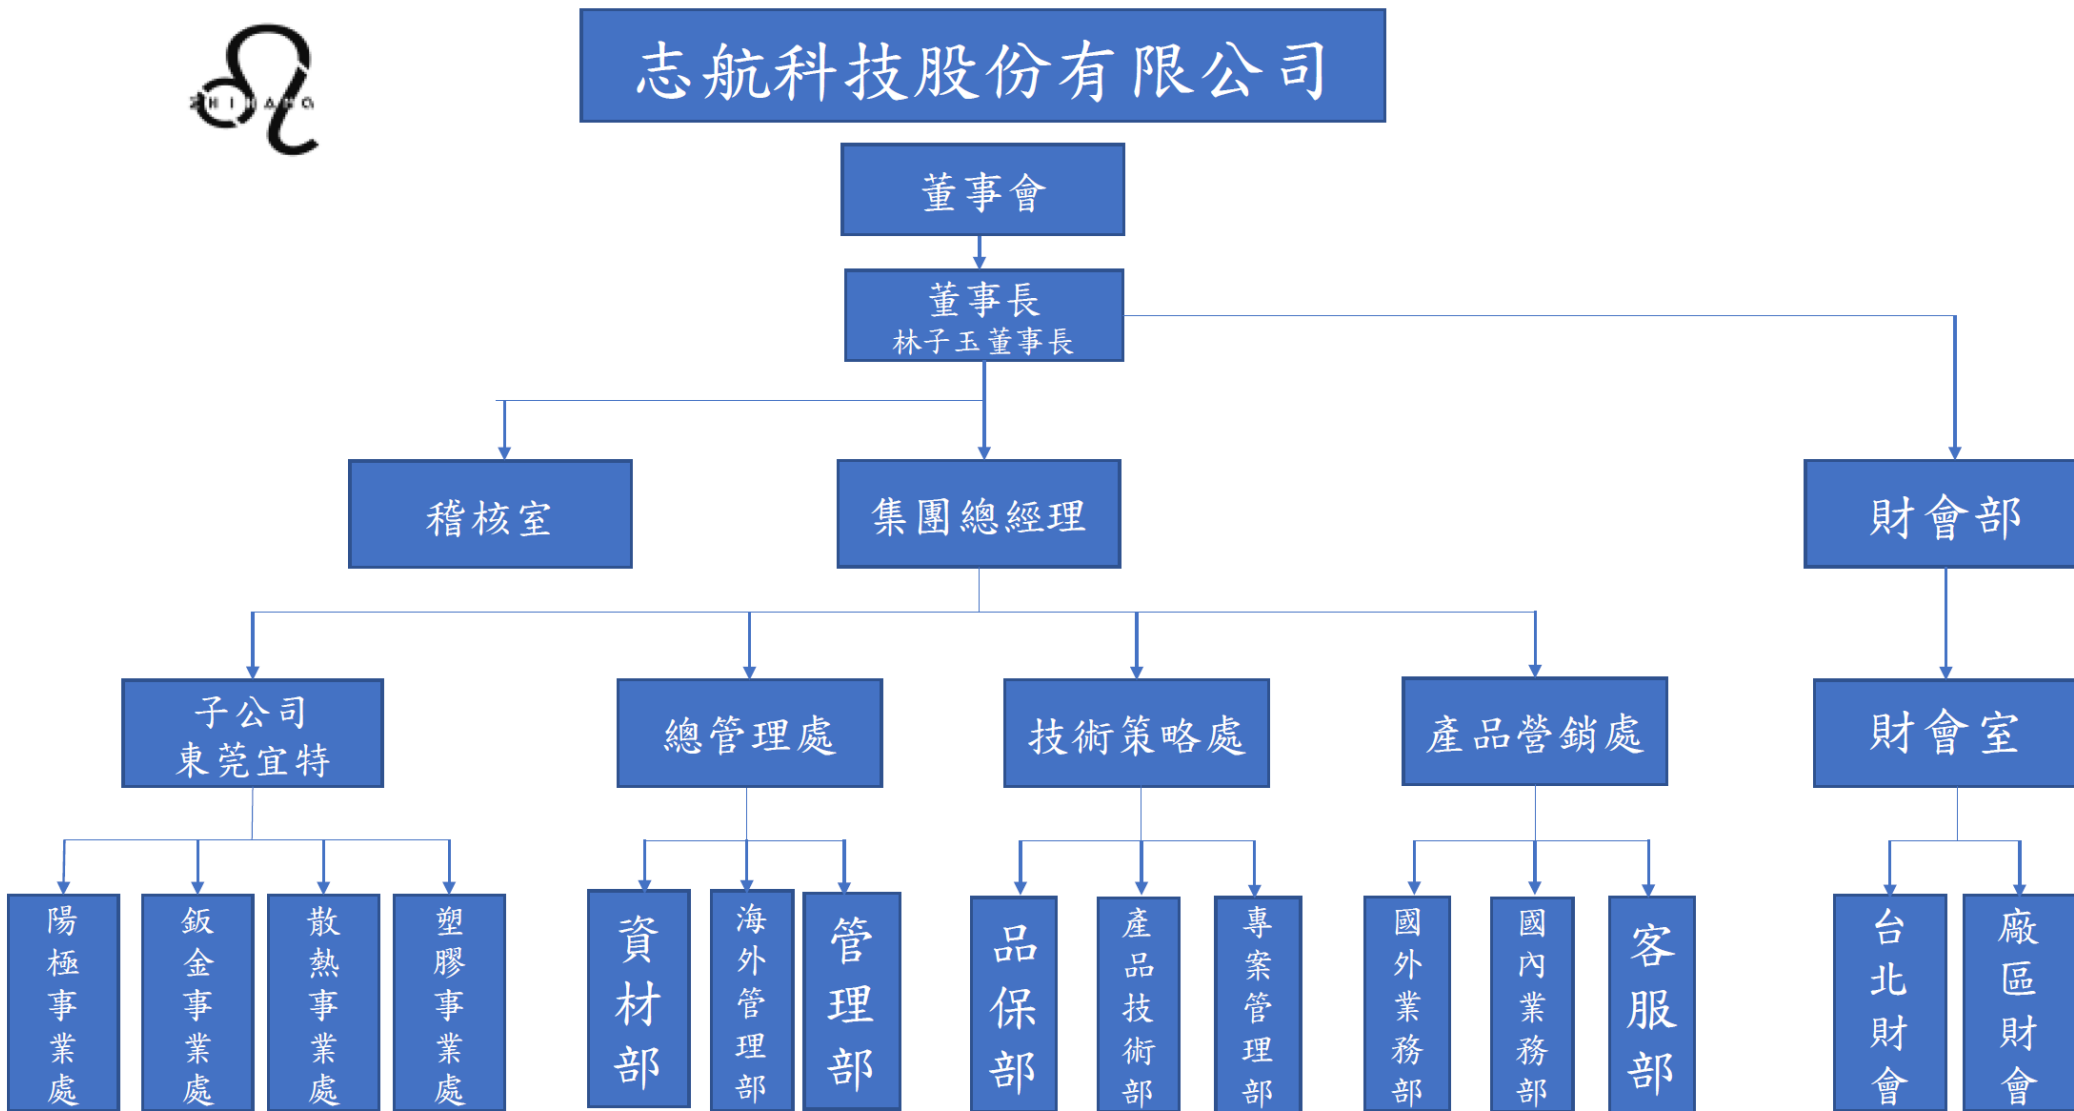 ZHIHANG
志航科技股份有限公司
董事會
董事長
林子玉董事長
稽核室
集團總經理
財會部
子公司
東莞宜特
總管理處
技術策略處
產品營銷處
財會室
陽極事業處
鈑金事業處
散熱事業處
塑膠事業處
資材部
海外管理部
管理部
品保部
產品技術部
專案管理部
國外業務部
國內業務部
客服部
台北財會
廠區財會